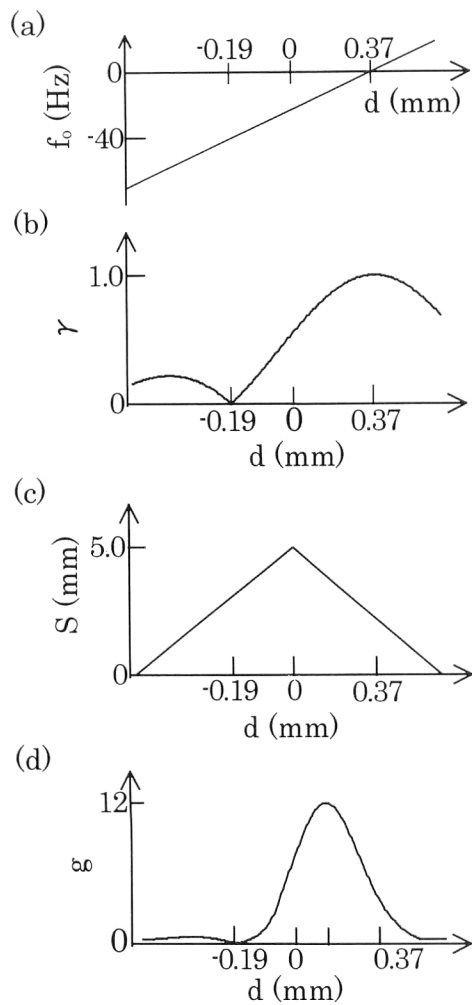 (a)
-0.19 0 0.37
0
d (mm)
f₀ (Hz)
-40
(b)
1.0
γ
0
-0.19 0 0.37
d (mm)
(c)
5.0
S (mm)
0
-0.19 0 0.37
d (mm)
(d)
12
g
0
-0.19 0 0.37
d (mm)